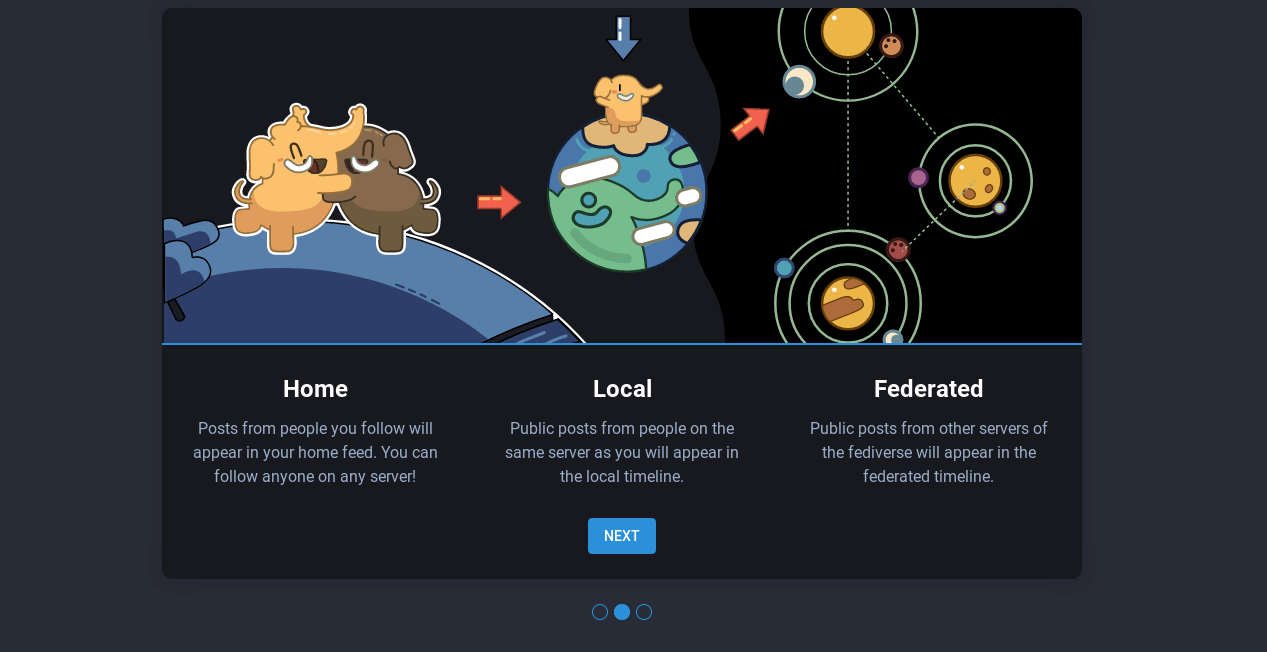 Home
Posts from people you follow will
appear in your home feed. You can
follow anyone on any server!
Local
Public posts from people on the
same server as you will appear in
the local timeline.
Federated
Public posts from other servers of
the fediverse will appear in the
federated timeline.
NEXT